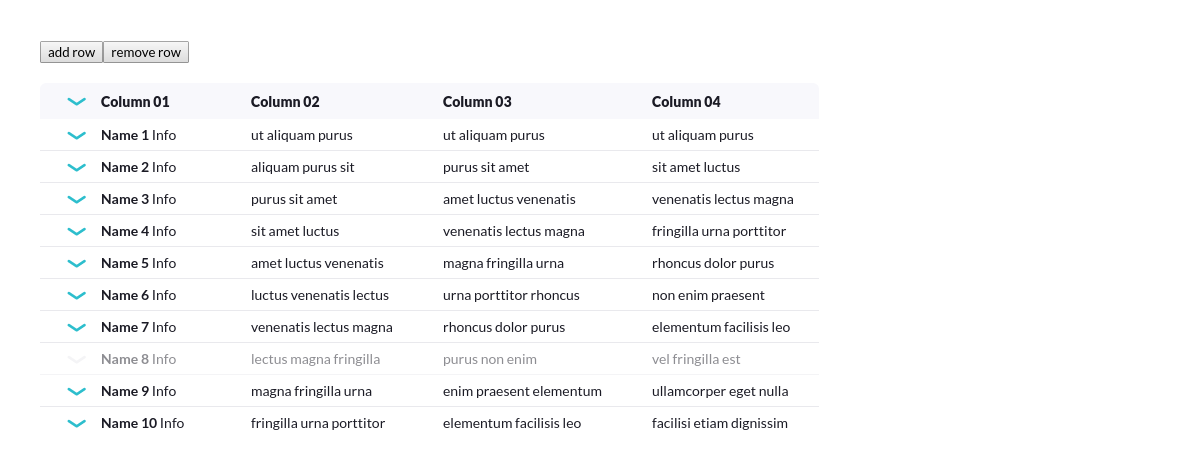 add row remove row
Column 01 Column 02 Column 03 Column 04
Name 1 Info ut aliquam purus ut aliquam purus ut aliquam purus
Name 2 Info aliquam purus sit purus sit amet sit amet luctus
Name 3 Info purus sit amet amet luctus venenatis venenatis lectus magna
Name 4 Info sit amet luctus venenatis lectus magna fringilla urna porttitor
Name 5 Info amet luctus venenatis magna fringilla urna rhoncus dolor purus
Name 6 Info luctus venenatis lectus urna porttitor rhoncus non enim praesent
Name 7 Info venenatis lectus magna rhoncus dolor purus elementum facilisis leo
Name 8 Info lectus magna fringilla purus non enim vel fringilla est
Name 9 Info magna fringilla urna enim praesent elementum ullamcorper eget nulla
Name 10 Info fringilla urna porttitor elementum facilisis leo facilisi etiam dignissim